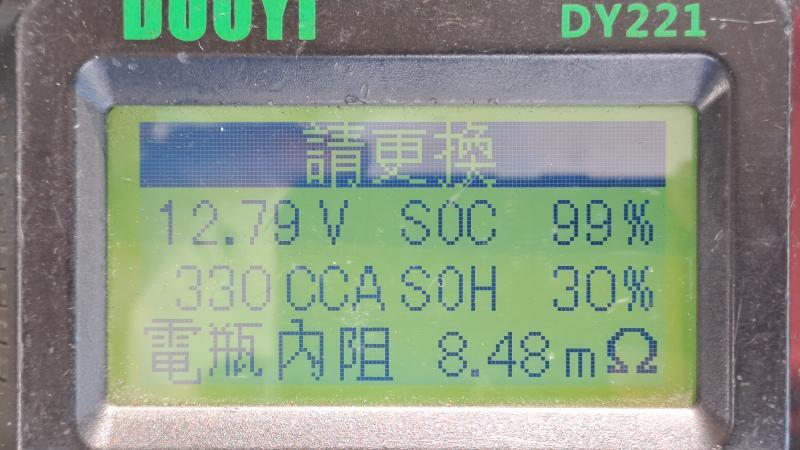 DUOYI DY221
請更換
12.79 V SOC 99%
330 CCA SOH 30%
電瓶內阻 8.48 mΩ